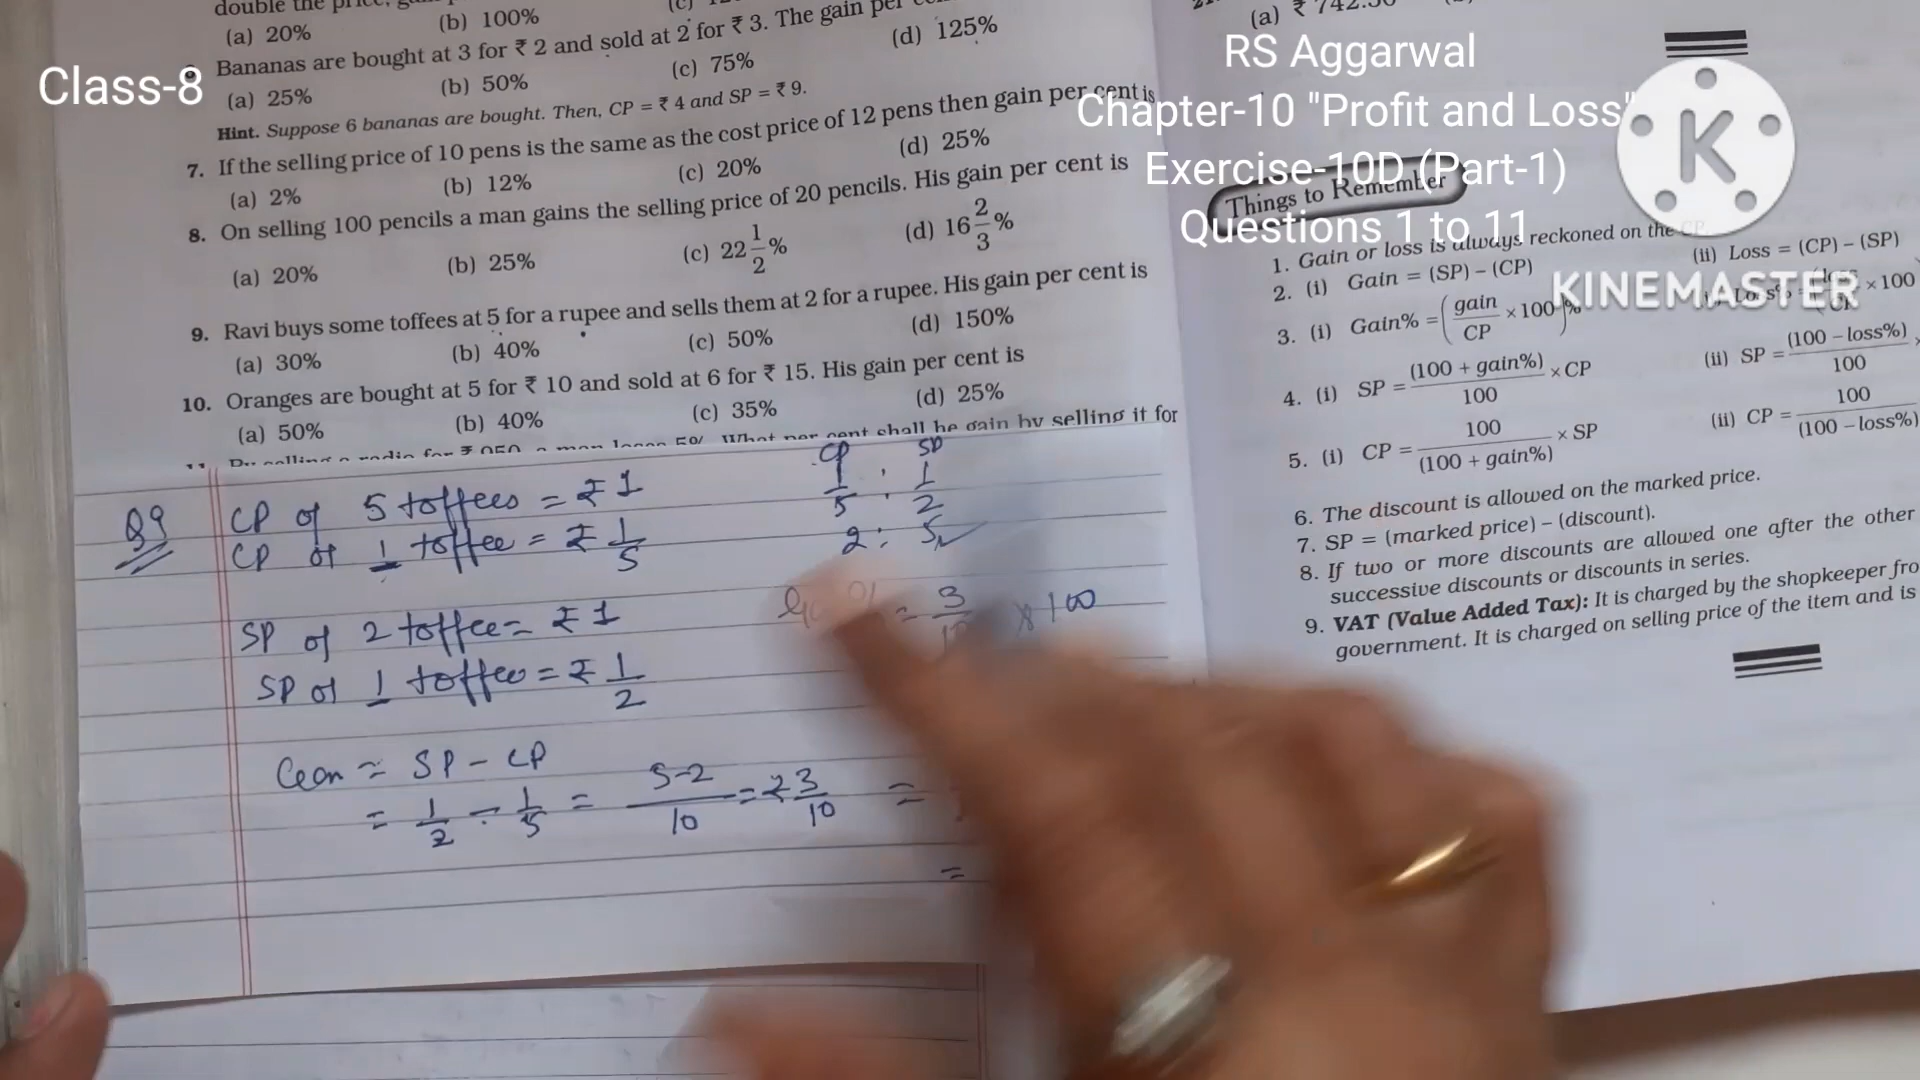 double the
(a) 20%
(b) 100%
(c)
Bananas are bought at 3 for ₹ 2 and sold at 2 for ₹ 3. The gain per
(a) 25%
(b) 50%
(c) 75%
(d) 125%
Hint. Suppose 6 bananas are bought. Then, CP = ₹ 4 and SP = ₹ 9.
7. If the selling price of 10 pens is the same as the cost price of 12 pens then gain per cent is
(a) 2%
(b) 12%
(c) 20%
(d) 25%
8. On selling 100 pencils a man gains the selling price of 20 pencils. His gain per cent is
(a) 20%
(b) 25%
(c) 22 1/2 %
(d) 16 2/3 %
9. Ravi buys some toffees at 5 for a rupee and sells them at 2 for a rupee. His gain per cent is
(a) 30%
(b) 40%
(c) 50%
(d) 150%
10. Oranges are bought at 5 for ₹ 10 and sold at 6 for ₹ 15. His gain per cent is
(a) 50%
(b) 40%
(c) 35%
(d) 25%
shall he gain by selling it for
Class-8
RS Aggarwal
Chapter-10 "Profit and Loss"
Exercise-10D (Part-1)
Questions 1 to 11
K
KINEMASTER
(a) ₹ 742.50
Things to Remember
1. Gain or loss is always reckoned on the CP.
2. (i) Gain = (SP) – (CP)
(ii) Loss = (CP) – (SP)
3. (i) Gain% = ( gain/CP × 100 ) %
× 100
4. (i) SP = (100 + gain%)/100 × CP
(ii) SP = (100 – loss%)/100 ×
5. (i) CP = 100/(100 + gain%) × SP
(ii) CP = 100/(100 – loss%)
6. The discount is allowed on the marked price.
7. SP = (marked price) – (discount).
8. If two or more discounts are allowed one after the other
successive discounts or discounts in series.
9. VAT (Value Added Tax): It is charged by the shopkeeper fro
government. It is charged on selling price of the item and is
Q9
CP of 5 toffees = ₹ 1
CP of 1 toffee = ₹ 1/5
SP of 2 toffee = ₹ 1
SP of 1 toffee = ₹ 1/2
Gain = SP – CP
= 1/2 – 1/5 = 5-2/10 = ₹ 3/10
CP SP
1/5 : 1/2
2 : 5
= 3 × 100
=
=